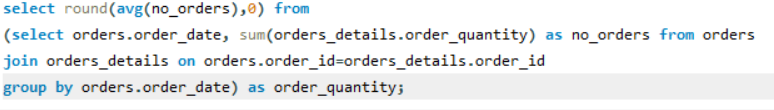 select round(avg(no_orders),0) from
(select orders.order_date, sum(orders_details.order_quantity) as no_orders from orders
join orders_details on orders.order_id=orders_details.order_id
group by orders.order_date) as order_quantity;